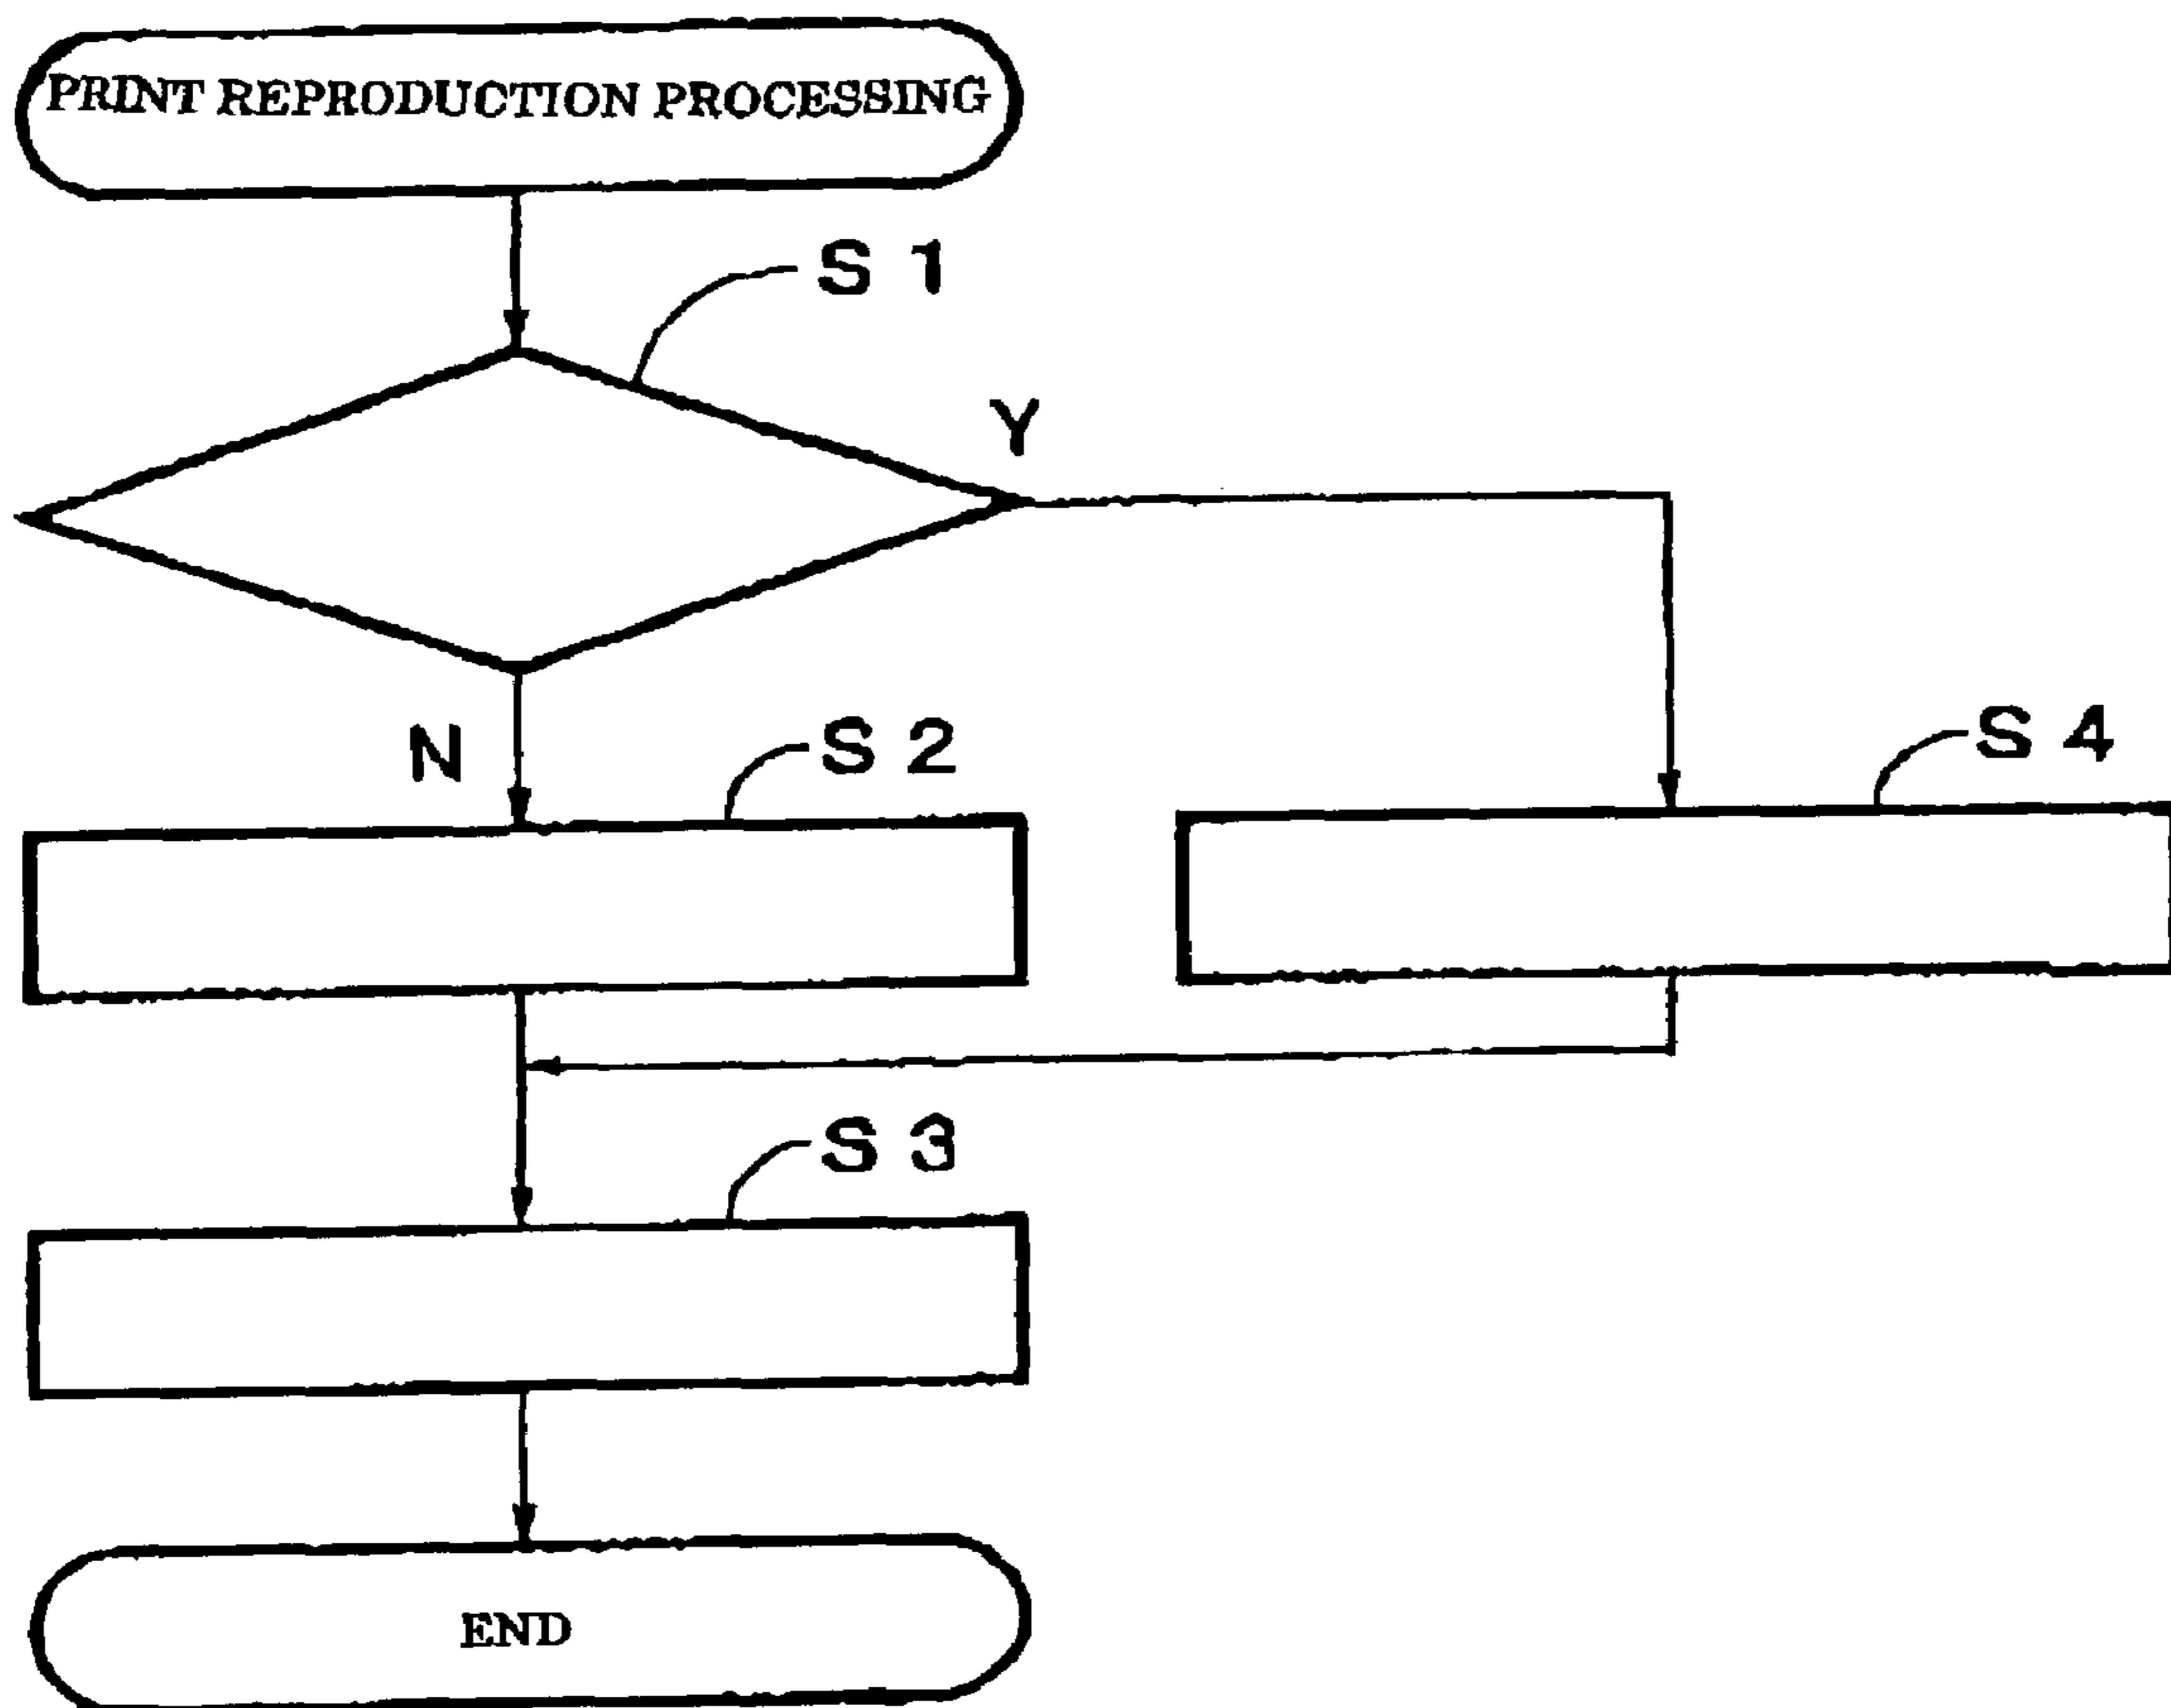 PRINT REPRODUCTION PROCESSING
S 1
Y
N
S 2
S 4
S 3
END